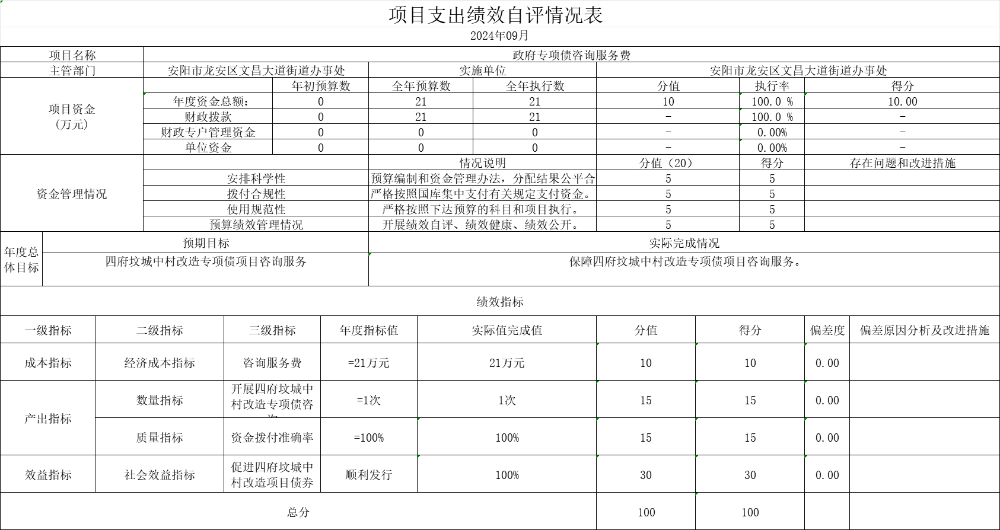 项目支出绩效自评情况表
2024年09月
项目名称 政府专项债咨询服务费
主管部门 安阳市龙安区文昌大道街道办事处 实施单位 安阳市龙安区文昌大道街道办事处
项目资金
(万元)
年初预算数 全年预算数 全年执行数 分值 执行率 得分
年度资金总额： 0 21 21 10 100.0 % 10.00
财政拨款 0 21 21 - 100.0 % -
财政专户管理资金 0 0 0 - 0.00% -
单位资金 0 0 0 - 0.00% -
资金管理情况
情况说明 分值（20） 得分 存在问题和改进措施
安排科学性 预算编制和资金管理办法，分配结果公平合 5 5
拨付合规性 严格按照国库集中支付有关规定支付资金。 5 5
使用规范性 严格按照下达预算的科目和项目执行。 5 5
预算绩效管理情况 开展绩效自评、绩效健康、绩效公开。 5 5
年度总
体目标
预期目标 实际完成情况
四府坟城中村改造专项债项目咨询服务 保障四府坟城中村改造专项债项目咨询服务。
绩效指标
一级指标 二级指标 三级指标 年度指标值 实际值完成值 分值 得分 偏差度 偏差原因分析及改进措施
成本指标 经济成本指标 咨询服务费 =21万元 21万元 10 10 0.00
产出指标
数量指标
开展四府坟城中
村改造专项债咨
=1次 1次 15 15 0.00
质量指标 资金拨付准确率 =100% 100% 15 15 0.00
效益指标 社会效益指标
促进四府坟城中
村改造项目债券
顺利发行 100% 30 30 0.00
总分 100 100